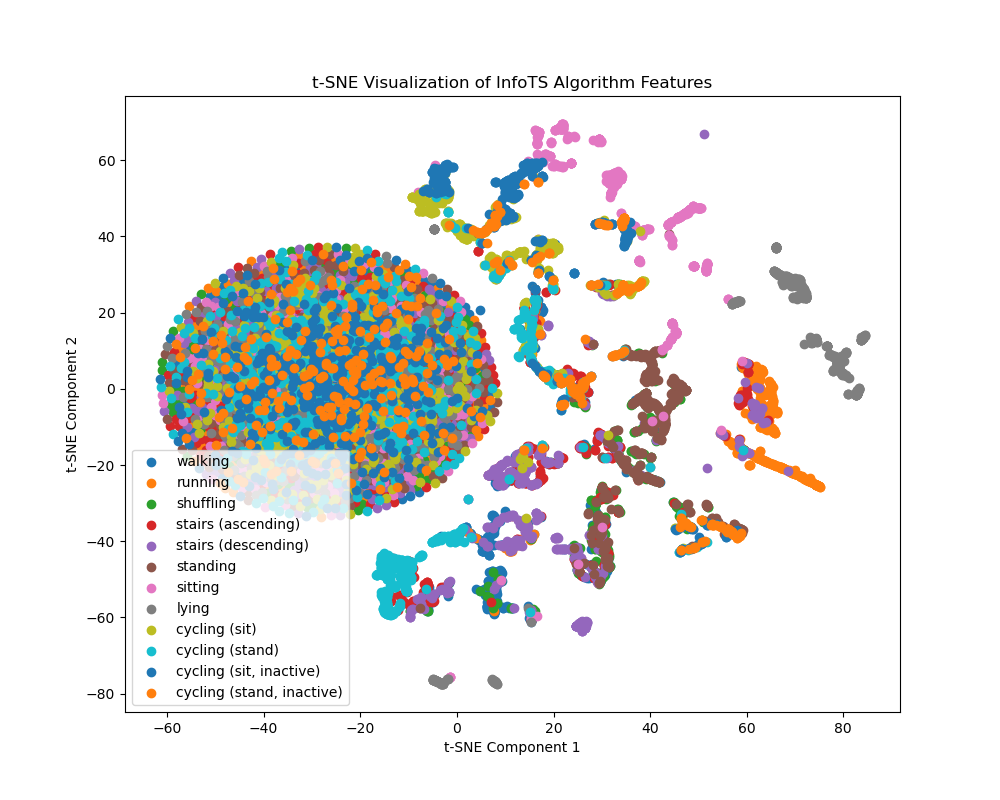 t-SNE Visualization of InfoTS Algorithm Features
t-SNE Component 2
60
40
20
0
−20
−40
−60
−80
walking
running
shuffling
stairs (ascending)
stairs (descending)
standing
sitting
lying
cycling (sit)
cycling (stand)
cycling (sit, inactive)
cycling (stand, inactive)
−60 −40 −20 0 20 40 60 80
t-SNE Component 1